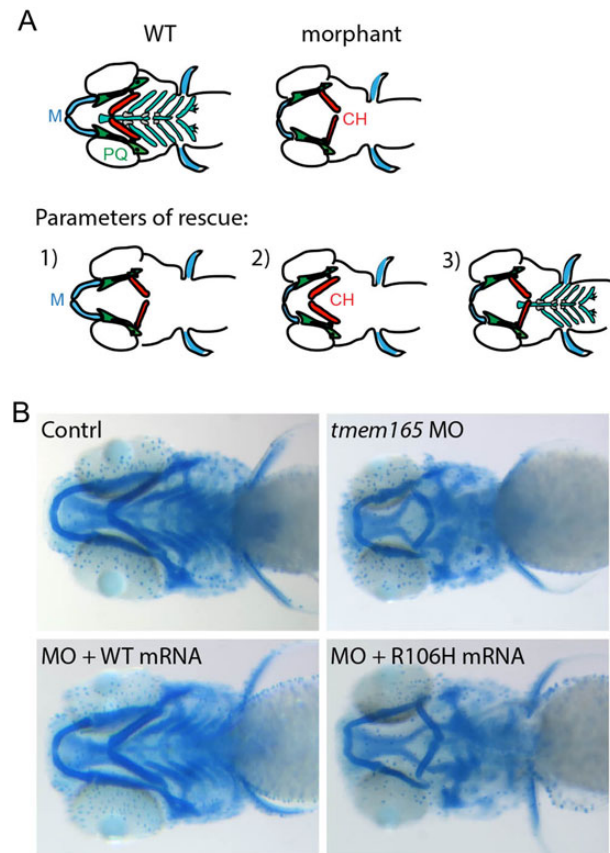 A
WT
morphant
M
PQ
CH
Parameters of rescue:
1)
2)
3)
M
CH
B
Contrl
tmem165 MO
MO + WT mRNA
MO + R106H mRNA